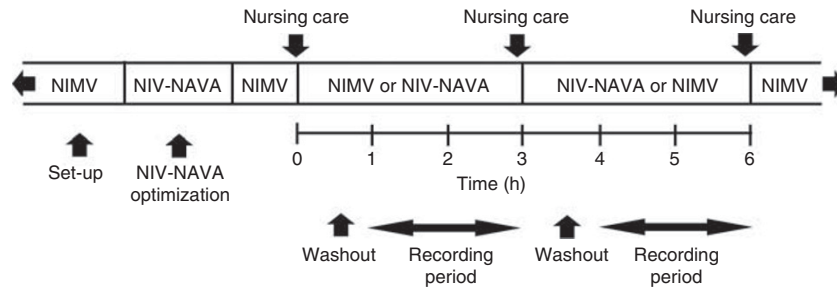 Nursing care Nursing care Nursing care
NIMV NIV-NAVA NIMV NIMV or NIV-NAVA NIV-NAVA or NIMV NIMV
0 1 2 3 4 5 6
Set-up NIV-NAVA optimization
Time (h)
Washout Recording period Washout Recording period